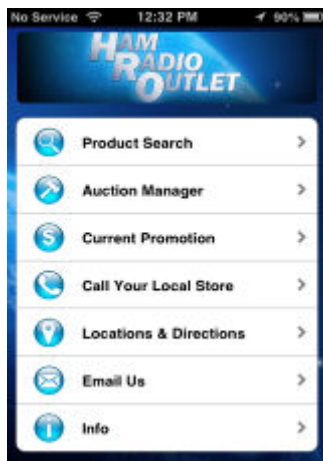 No Service 12:32 PM 90%
HAM
RADIO
OUTLET
Product Search
Auction Manager
$ Current Promotion
Call Your Local Store
Locations & Directions
Email Us
i Info